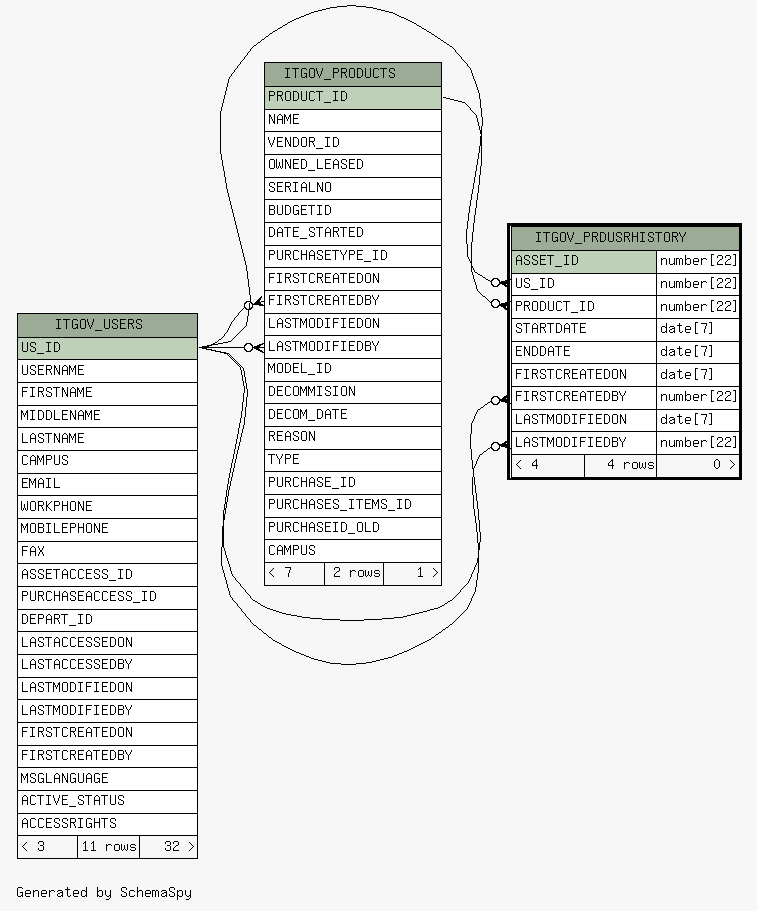 ITGOV_PRODUCTS
PRODUCT_ID
NAME
VENDOR_ID
OWNED_LEASED
SERIALNO
BUDGETID
DATE_STARTED
PURCHASETYPE_ID
FIRSTCREATEDON
FIRSTCREATEDBY
LASTMODIFIEDON
LASTMODIFIEDBY
MODEL_ID
DECOMMISION
DECOM_DATE
REASON
TYPE
PURCHASE_ID
PURCHASES_ITEMS_ID
PURCHASEID_OLD
CAMPUS
< 7 2 rows 1 >
ITGOV_PRDUSRHISTORY
ASSET_ID number[22]
US_ID number[22]
PRODUCT_ID number[22]
STARTDATE date[7]
ENDDATE date[7]
FIRSTCREATEDON date[7]
FIRSTCREATEDBY number[22]
LASTMODIFIEDON date[7]
LASTMODIFIEDBY number[22]
< 4 4 rows 0 >
ITGOV_USERS
US_ID
USERNAME
FIRSTNAME
MIDDLENAME
LASTNAME
CAMPUS
EMAIL
WORKPHONE
MOBILEPHONE
FAX
ASSETACCESS_ID
PURCHASEACCESS_ID
DEPART_ID
LASTACCESSEDON
LASTACCESSEDBY
LASTMODIFIEDON
LASTMODIFIEDBY
FIRSTCREATEDON
FIRSTCREATEDBY
MSGLANGUAGE
ACTIVE_STATUS
ACCESSRIGHTS
< 3 11 rows 32 >
Generated by SchemaSpy